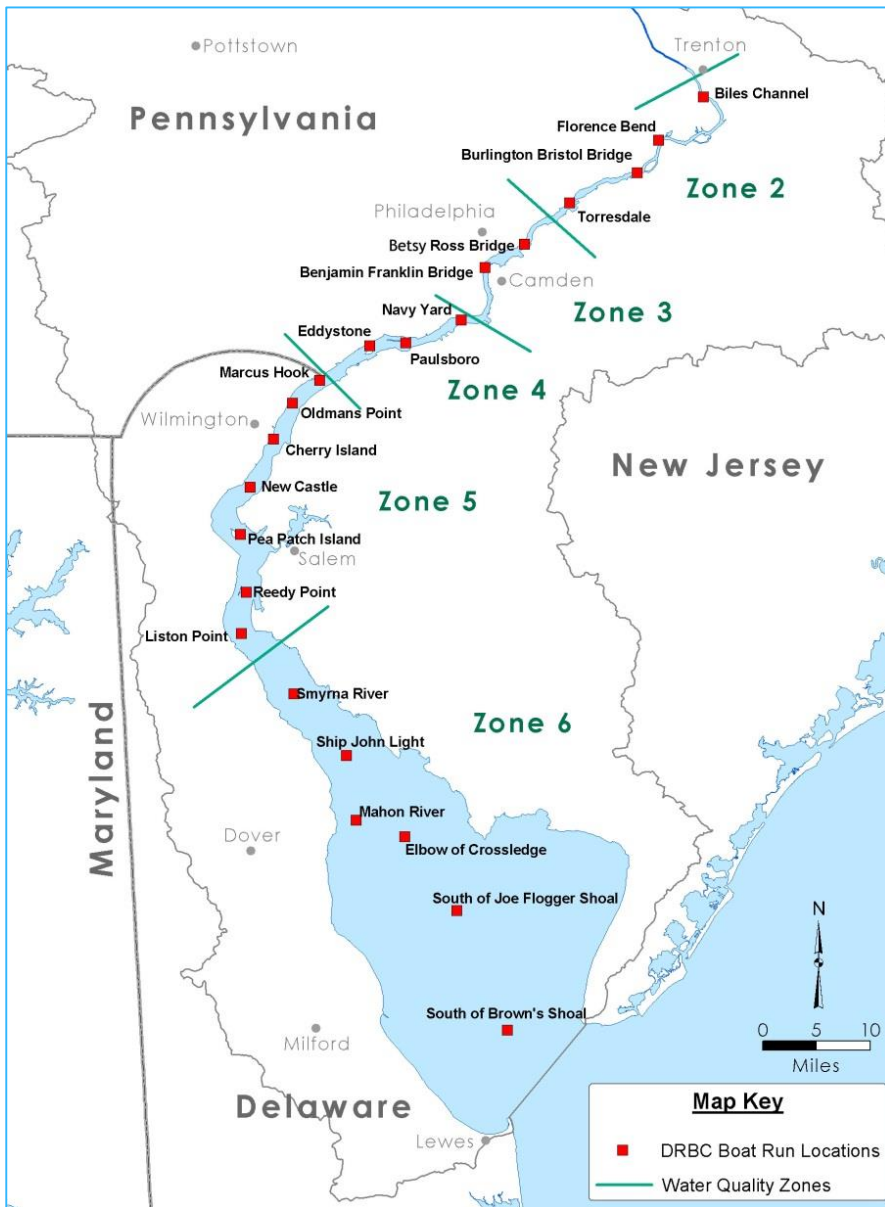 Pottstown
Trenton
Pennsylvania
Biles Channel
Florence Bend
Burlington Bristol Bridge
Zone 2
Philadelphia
Torresdale
Betsy Ross Bridge
Benjamin Franklin Bridge
Camden
Navy Yard
Zone 3
Eddystone
Paulsboro
Marcus Hook
Zone 4
Oldmans Point
Wilmington
Cherry Island
New Jersey
New Castle
Zone 5
Pea Patch Island
Salem
Reedy Point
Liston Point
Smyrna River
Zone 6
Ship John Light
Maryland
Mahon River
Dover
Elbow of Crossledge
South of Joe Flogger Shoal
N
South of Brown's Shoal
Milford
0 5 10
Miles
Delaware
Lewes
Map Key
DRBC Boat Run Locations
Water Quality Zones